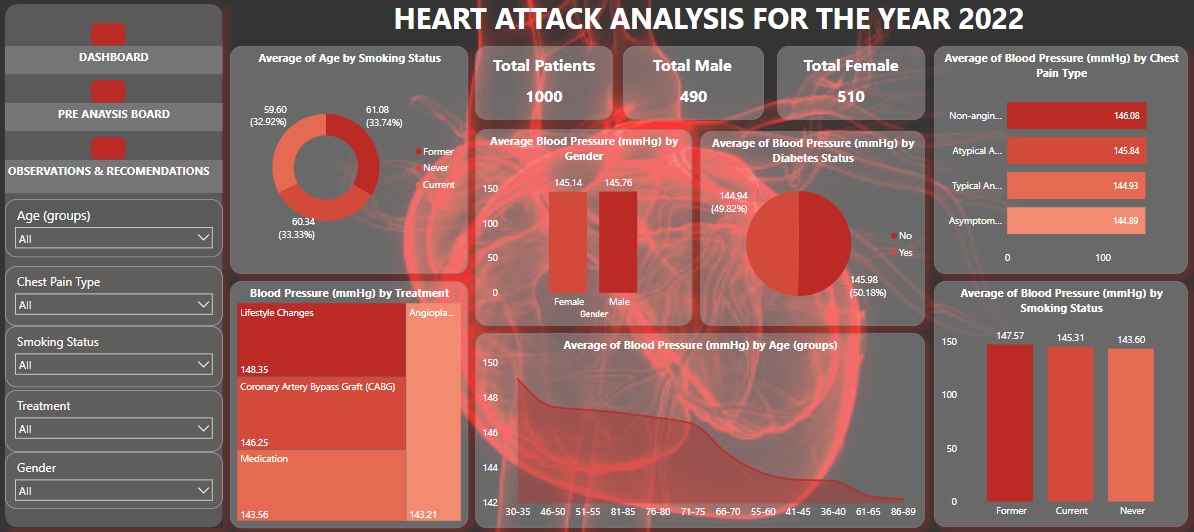 HEART ATTACK ANALYSIS FOR THE YEAR 2022
DASHBOARD
PRE ANAYSIS BOARD
OBSERVATIONS & RECOMENDATIONS
Age (groups)
All
Chest Pain Type
All
Smoking Status
All
Treatment
All
Gender
All
Average of Age by Smoking Status
59.60
(32.92%)
61.08
(33.74%)
60.34
(33.33%)
Former
Never
Current
Total Patients
1000
Total Male
490
Total Female
510
Average Blood Pressure (mmHg) by
Gender
150
100
50
0
145.14
145.76
Female
Male
Gender
Average of Blood Pressure (mmHg) by
Diabetes Status
144.94
(49.82%)
145.98
(50.18%)
No
Yes
Average of Blood Pressure (mmHg) by Chest
Pain Type
Non-angin...
146.08
Atypical A...
145.84
Typical An...
144.93
Asymptom...
144.89
0
100
Blood Pressure (mmHg) by Treatment
Lifestyle Changes
148.35
Coronary Artery Bypass Graft (CABG)
146.25
Medication
143.56
Angiopla...
143.21
Average of Blood Pressure (mmHg) by Age (groups)
150
148
146
144
142
30-35 46-50 51-55 81-85 76-80 71-75 66-70 55-60 41-45 36-40 61-65 86-89
Average of Blood Pressure (mmHg) by
Smoking Status
150
100
50
0
147.57
145.31
143.60
Former
Current
Never